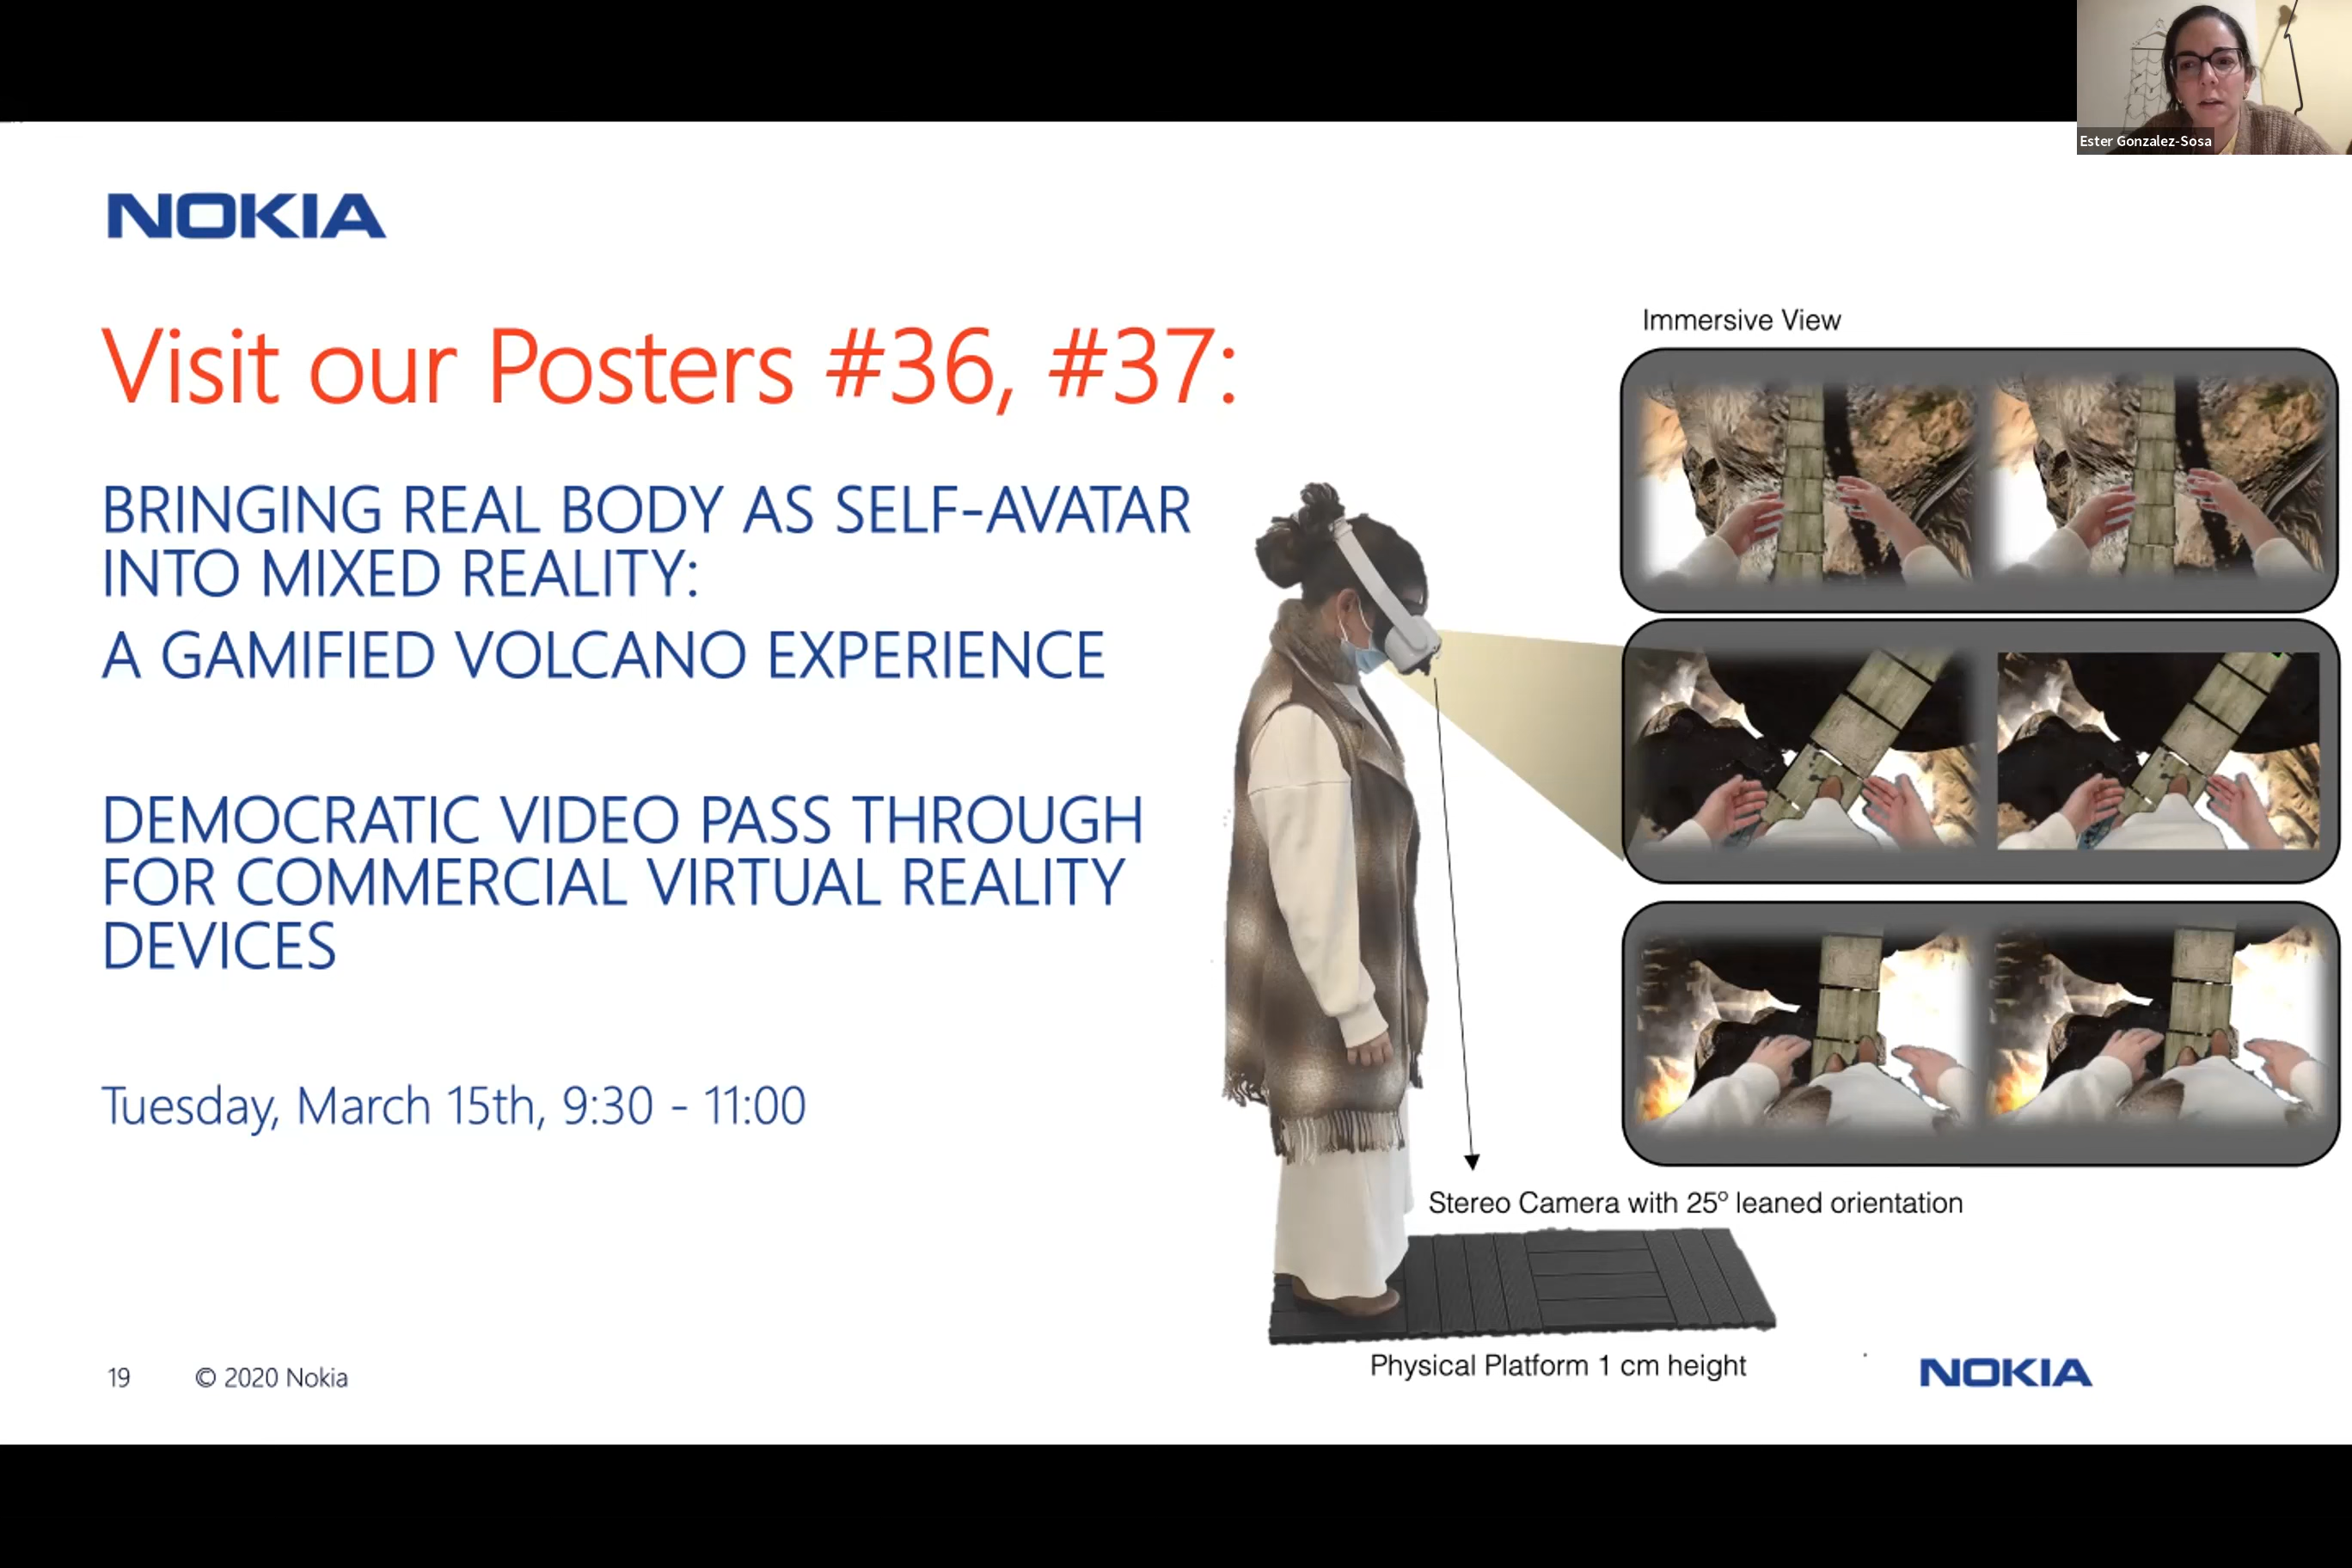 Ester Gonzalez-Sosa
NOKIA
Visit our Posters #36, #37:
BRINGING REAL BODY AS SELF-AVATAR
INTO MIXED REALITY:
A GAMIFIED VOLCANO EXPERIENCE
DEMOCRATIC VIDEO PASS THROUGH
FOR COMMERCIAL VIRTUAL REALITY
DEVICES
Tuesday, March 15th, 9:30 - 11:00
Immersive View
Stereo Camera with 25º leaned orientation
Physical Platform 1 cm height
19
© 2020 Nokia
NOKIA